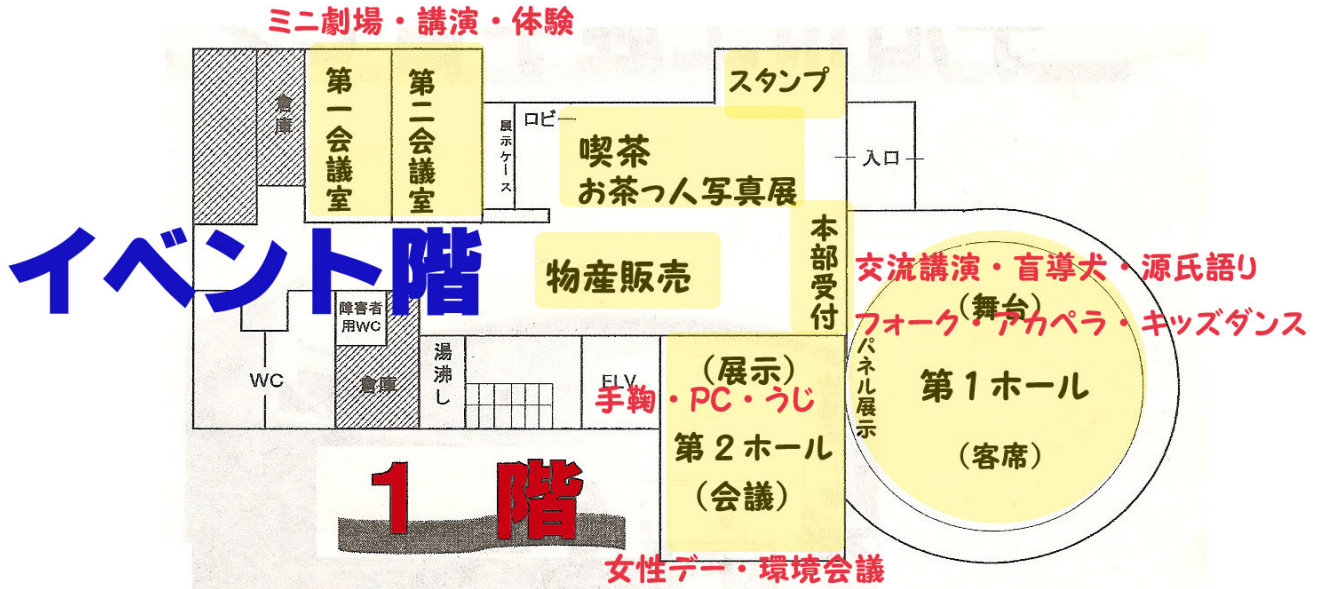 ミニ劇場・講演・体験
倉庫
第一会議室
第二会議室
展示ケース
ロビー
スタンプ
喫茶
お茶っ人写真展
入口
イベント階
物産販売
本部受付
交流講演・盲導犬・源氏語り
（舞台）
フォーク・アカペラ・キッズダンス
パネル展示
第1ホール
（客席）
障害者
用WC
WC
倉庫
湯沸し
ELV
（展示）
手鞠・PC・うじ
第2ホール
（会議）
1 階
女性デー・環境会議